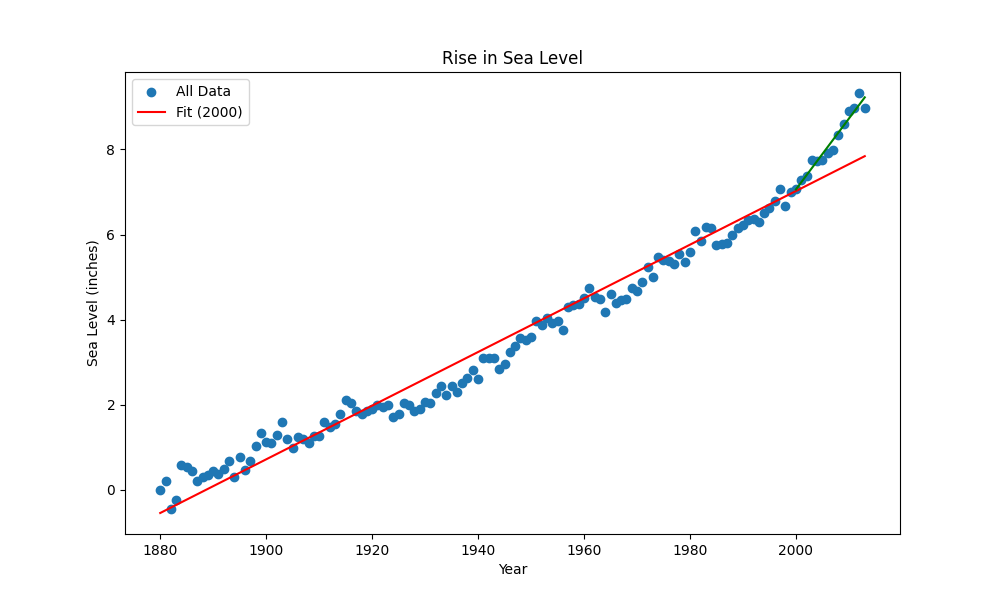 Rise in Sea Level
All Data
Fit (2000)
Sea Level (inches)
8
6
4
2
0
1880 1900 1920 1940 1960 1980 2000
Year